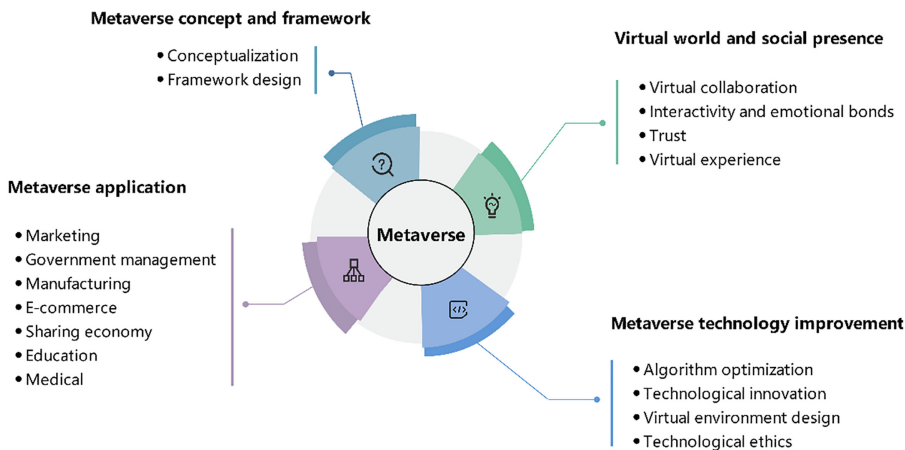 Metaverse concept and framework
• Conceptualization
• Framework design
Virtual world and social presence
• Virtual collaboration
• Interactivity and emotional bonds
• Trust
• Virtual experience
Metaverse application
• Marketing
• Government management
• Manufacturing
• E-commerce
• Sharing economy
• Education
• Medical
?
Metaverse
</>
Metaverse technology improvement
• Algorithm optimization
• Technological innovation
• Virtual environment design
• Technological ethics